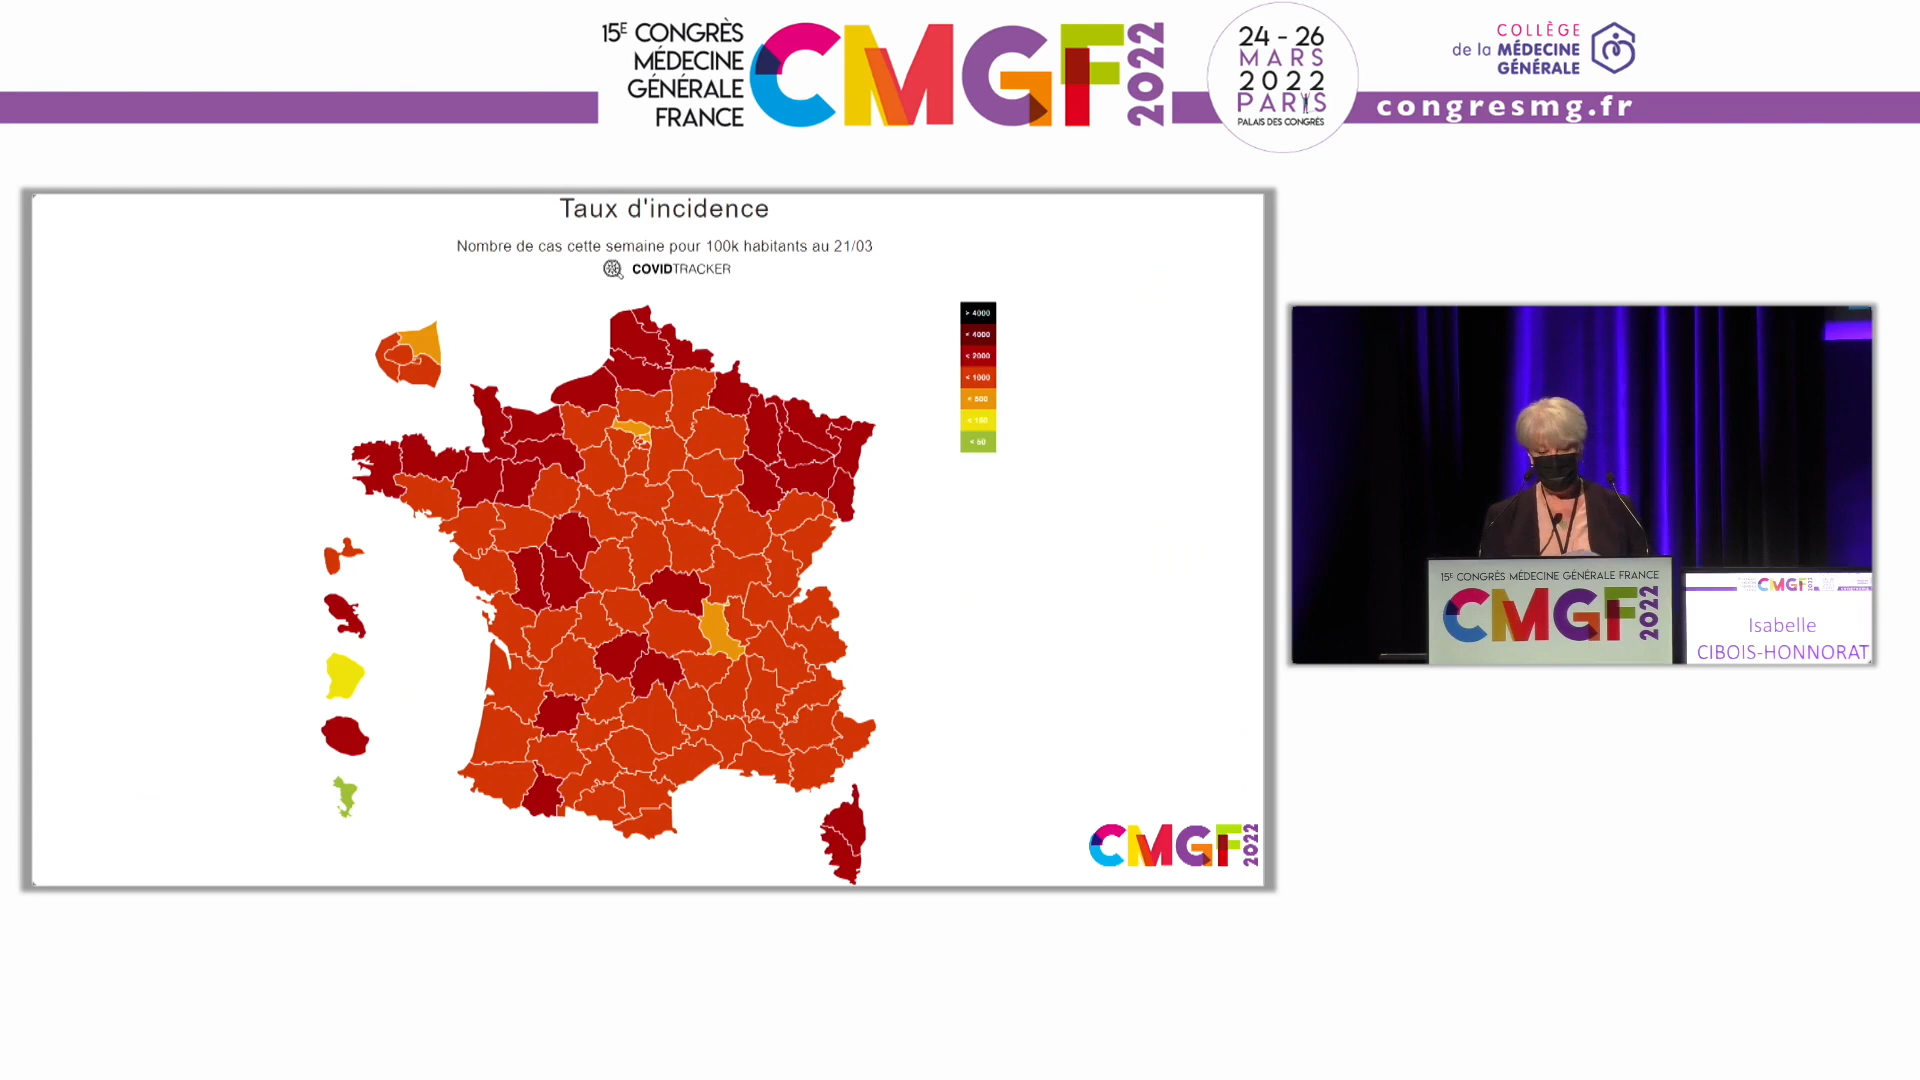 15E CONGRÈS
MÉDECINE
GÉNÉRALE
FRANCE
CMGF
2022
24 - 26
MARS
2022
PARIS
PALAIS DES CONGRÈS
COLLÈGE
de la MÉDECINE
GÉNÉRALE
congresmg.fr
Taux d'incidence
Nombre de cas cette semaine pour 100k habitants au 21/03
COVIDTRACKER
> 4000
< 4000
< 2000
< 1000
< 500
< 100
< 50
CMGF
2022
15E CONGRÈS MÉDECINE GÉNÉRALE FRANCE
CMGF
2022
CMGF
Isabelle
CIBOIS-HONNORAT